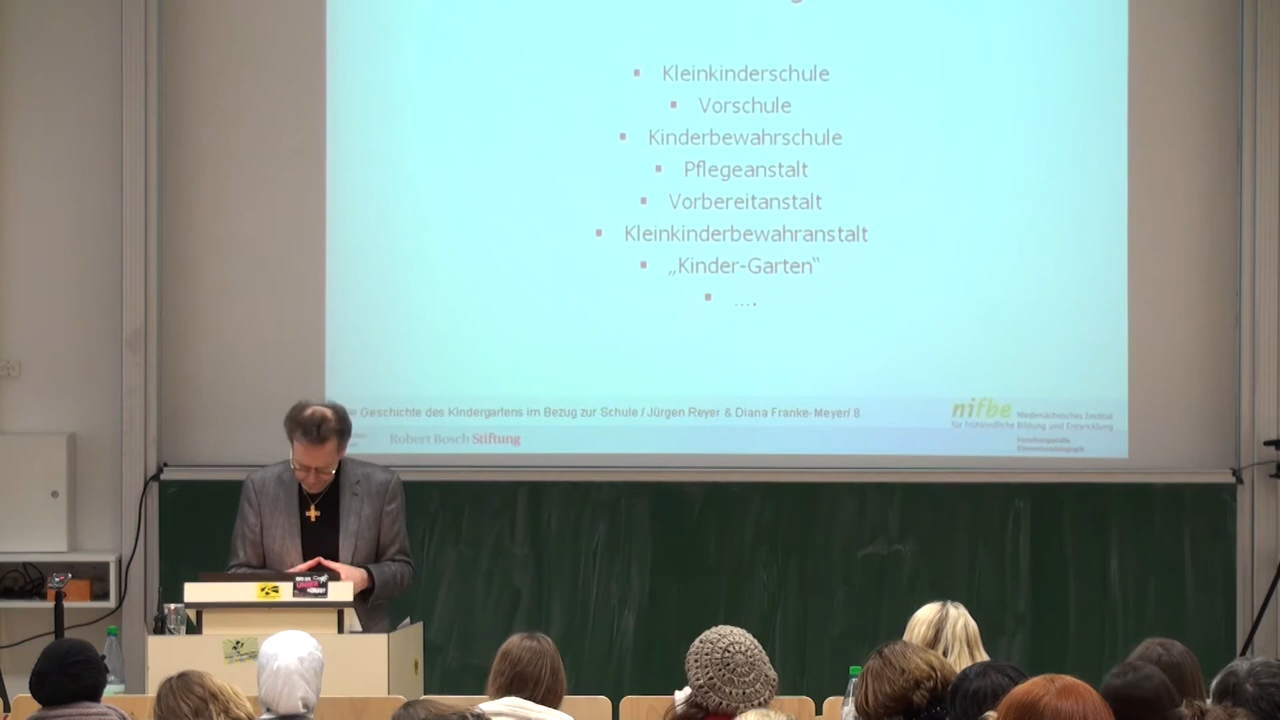 Kleinkinderschule
Vorschule
Kinderbewahrschule
Pflegeanstalt
Vorbereitanstalt
Kleinkinderbewahranstalt
„Kinder-Garten“
....
Geschichte des Kindergartens im Bezug zur Schule / Jürgen Reyer & Diana Franke-Meyer/ 8
nifbe Niedersächsisches Institut
für frühkindliche Bildung und Entwicklung
Robert Bosch Stiftung
Forschungsstelle
Elementarpädagogik